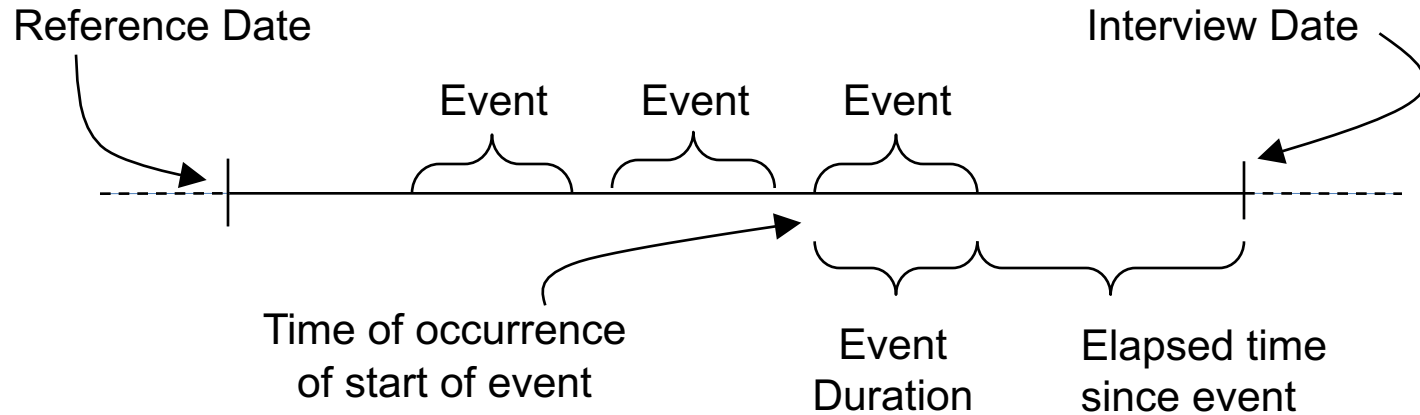 Reference Date
Interview Date
Event
Event
Event
Time of occurrence
of start of event
Event
Duration
Elapsed time
since event